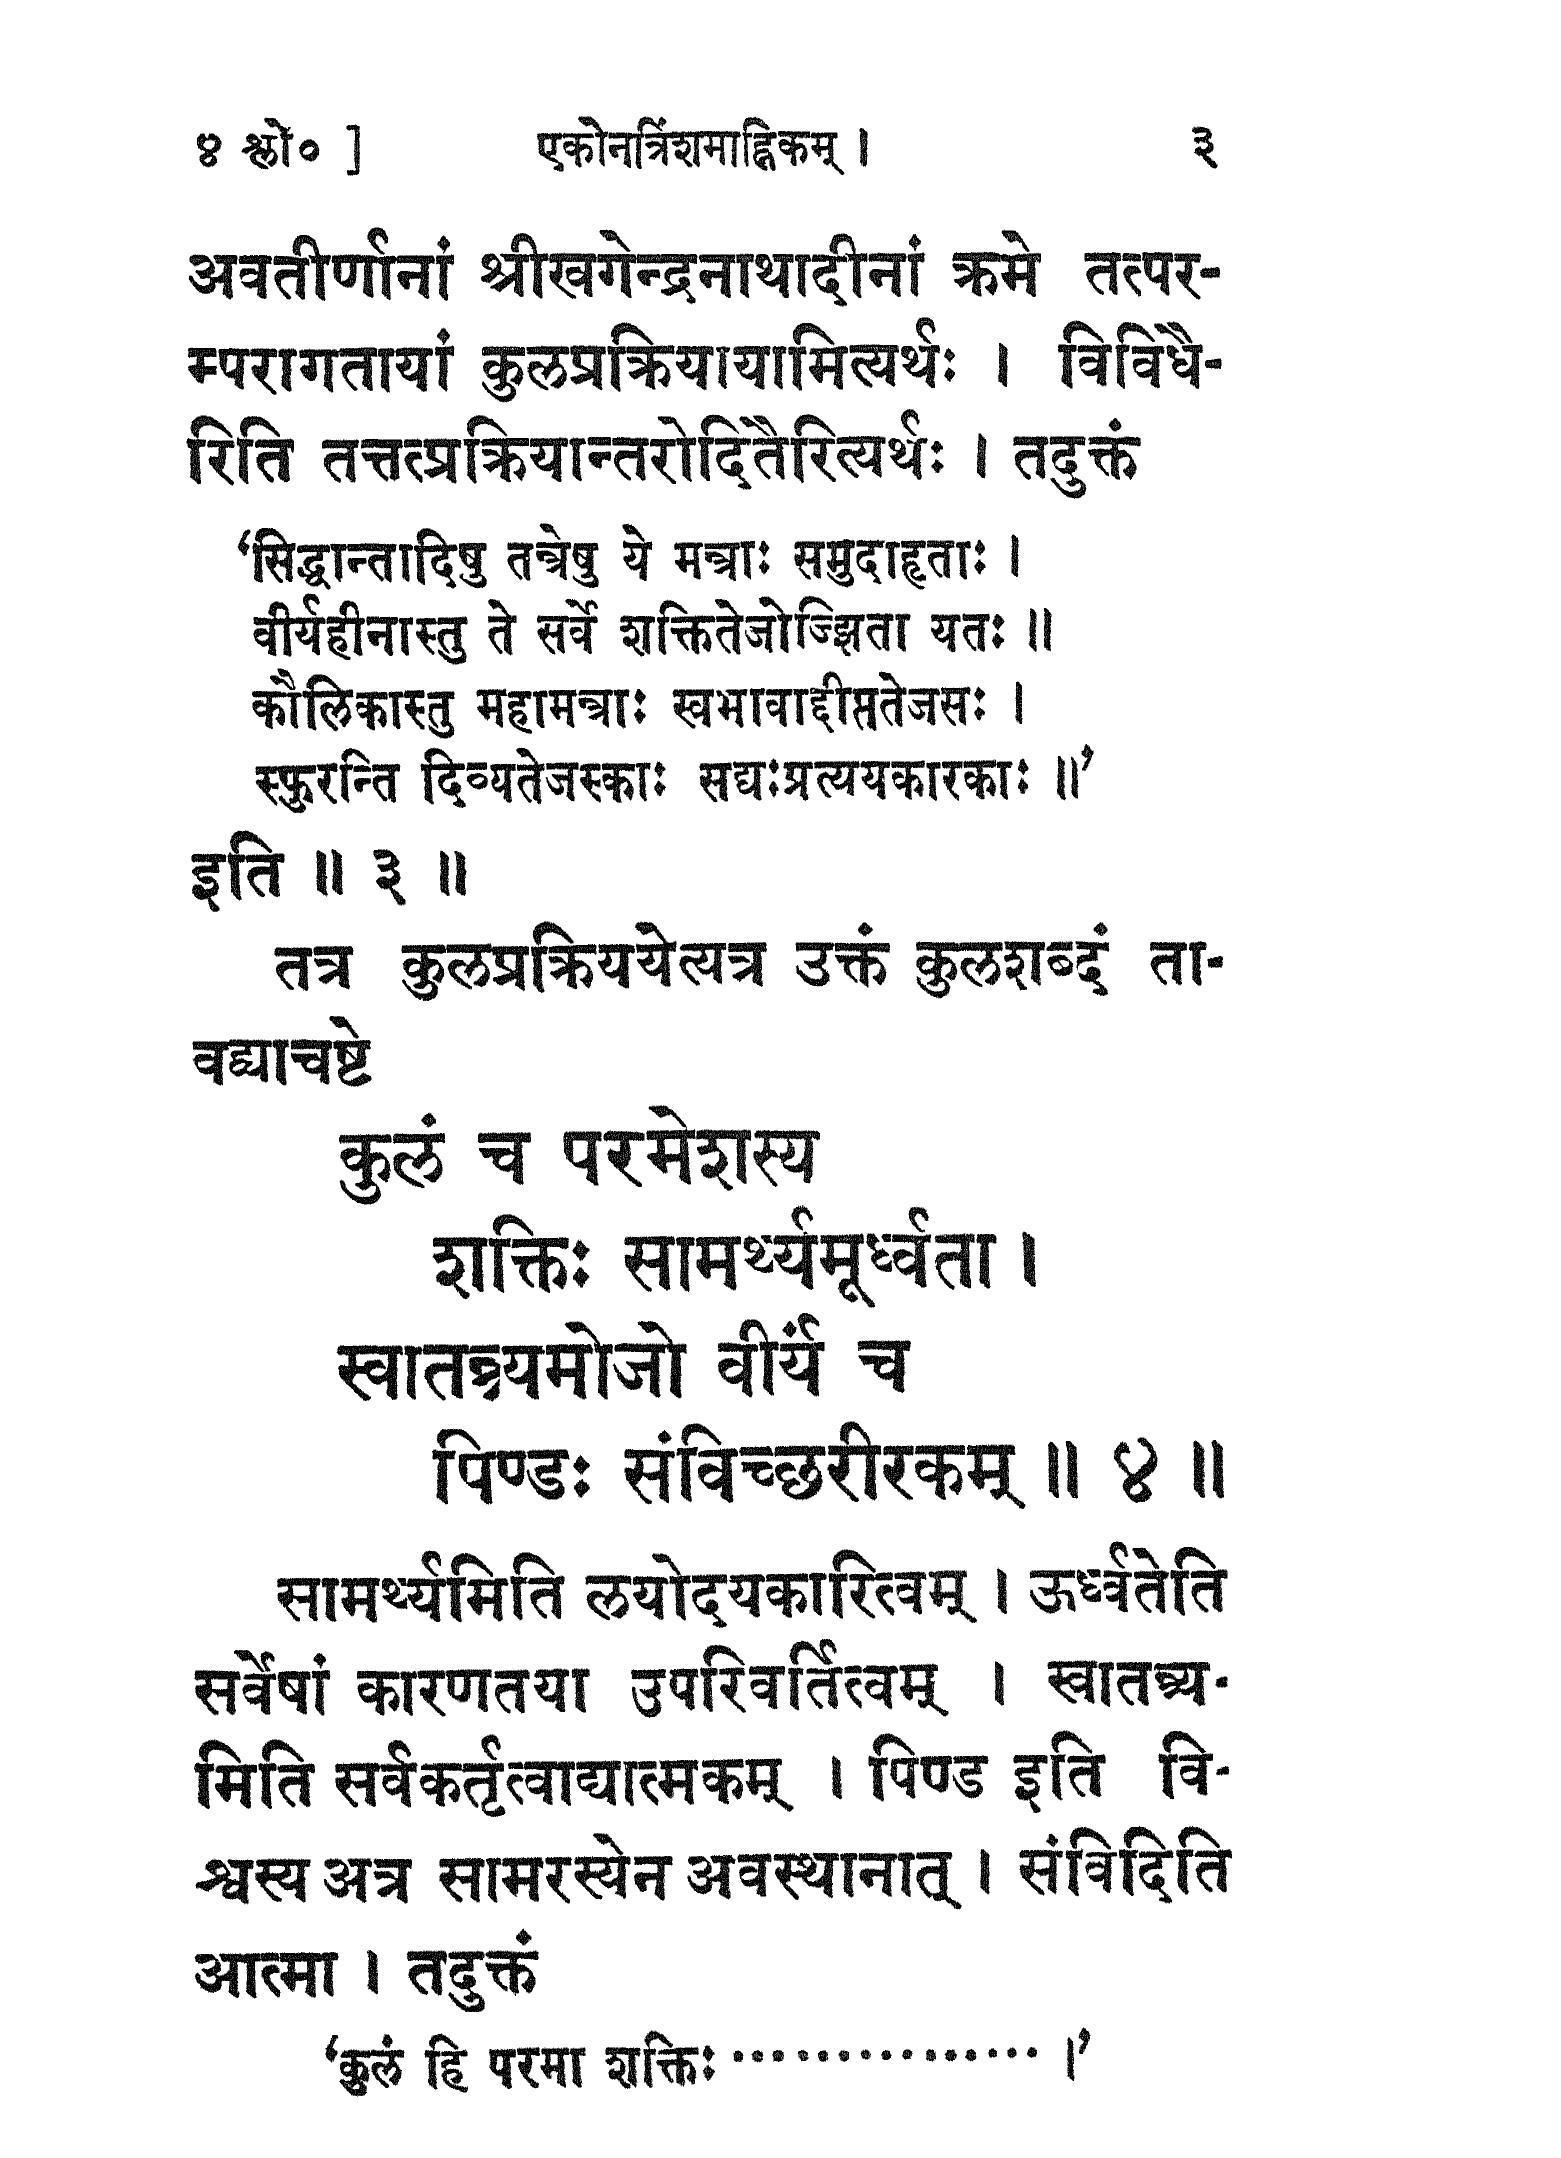 ४ श्लो० ] एकोनत्रिंशमाह्निकम् । ३
अवतीर्णानां श्रीखगेन्द्रनाथादीनां क्रमे तत्पर-
म्परागतायां कुलप्रक्रियायामित्यर्थः । विविधै-
रिति तत्तत्प्रक्रियान्तरोदितैरित्यर्थः । तदुक्तं
‘सिद्धान्तादिषु तन्त्रेषु ये मन्त्राः समुदाहृताः ।
वीर्यहीनास्तु ते सर्वे शक्तितेजोज्झिता यतः ॥
कौलिकास्तु महामन्त्राः स्वभावाद्दीप्ततेजसः ।
स्फुरन्ति दिव्यतेजस्काः सद्यःप्रत्ययकारकाः ॥’
इति ॥ ३ ॥
तत्र कुलप्रक्रिययेत्यत्र उक्तं कुलशब्दं ता-
वद्व्याचष्टे
कुलं च परमेशस्य
शक्तिः सामर्थ्यमूर्ध्वता ।
स्वातन्त्र्यमोजो वीर्यं च
पिण्डः संविच्छरीरकम् ॥ ४ ॥
सामर्थ्यमिति लयोदयकारित्वम् । ऊर्ध्वतेति
सर्वेषां कारणतया उपरिवर्तित्वम् । स्वातन्त्र्य-
मिति सर्वकर्तृत्वाद्यात्मकम् । पिण्ड इति वि-
श्वस्य अत्र सामरस्येन अवस्थानात् । संविदिति
आत्मा । तदुक्तं
‘कुलं हि परमा शक्तिः ··············· ।’